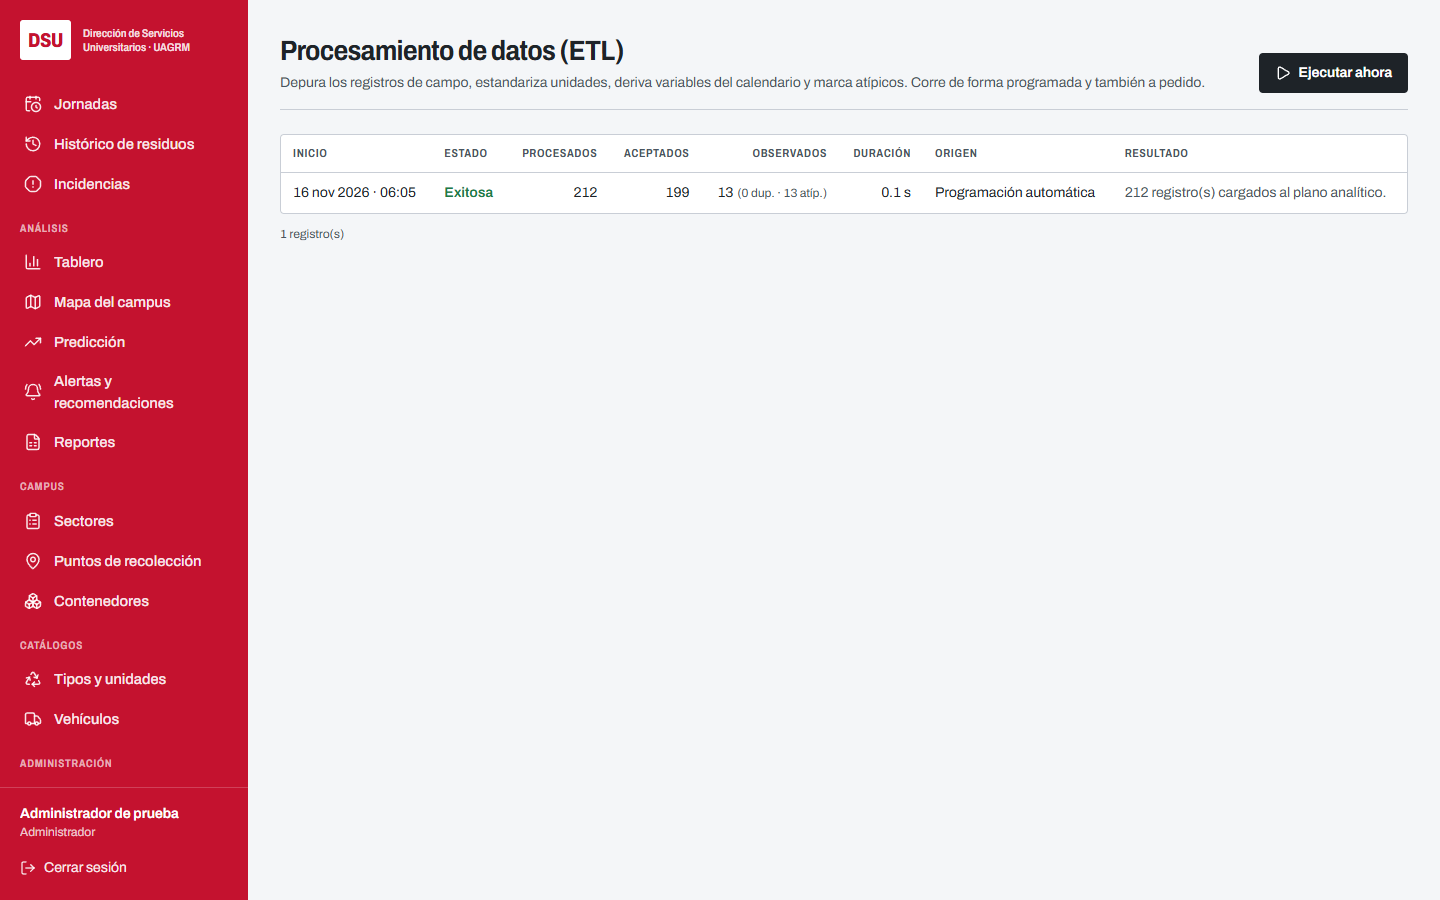 DSU
Dirección de Servicios
Universitarios · UAGRM
Jornadas
Histórico de residuos
Incidencias
ANÁLISIS
Tablero
Mapa del campus
Predicción
Alertas y
recomendaciones
Reportes
CAMPUS
Sectores
Puntos de recolección
Contenedores
CATÁLOGOS
Tipos y unidades
Vehículos
ADMINISTRACIÓN
Administrador de prueba
Administrador
Cerrar sesión
Procesamiento de datos (ETL)
Depura los registros de campo, estandariza unidades, deriva variables del calendario y marca atípicos. Corre de forma programada y también a pedido.
Ejecutar ahora
INICIO ESTADO PROCESADOS ACEPTADOS OBSERVADOS DURACIÓN ORIGEN RESULTADO
16 nov 2026 · 06:05 Exitosa 212 199 13 (0 dup. · 13 atíp.) 0.1 s Programación automática 212 registro(s) cargados al plano analítico.
1 registro(s)